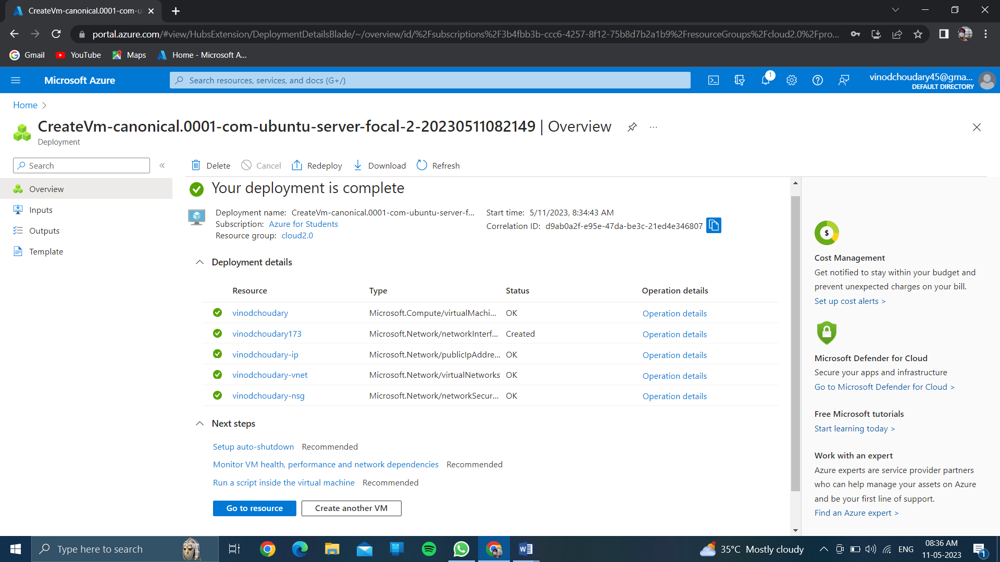 CreateVm-canonical.0001-com-u
portal.azure.com/#view/HubsExtension/DeploymentDetailsBlade/~/overview/id/%2Fsubscriptions%2F3b4fbb3b-ccc6-4257-8f12-75b8d7b2a1b9%2FresourceGroups%2Fcloud2.0%2Fpro...
Gmail YouTube Maps Home - Microsoft A...
Microsoft Azure
Search resources, services, and docs (G+/)
1
vinodchoudary45@gma...
DEFAULT DIRECTORY
Home >
CreateVm-canonical.0001-com-ubuntu-server-focal-2-20230511082149 | Overview ...
Deployment
Search «
Delete Cancel Redeploy Download Refresh
Overview
Inputs
Outputs
Template
Your deployment is complete
Deployment name: CreateVm-canonical.0001-com-ubuntu-server-f...
Subscription: Azure for Students
Resource group: cloud2.0
Start time: 5/11/2023, 8:34:43 AM
Correlation ID: d9ab0a2f-e95e-47da-be3c-21ed4e346807
Deployment details
Resource Type Status Operation details
vinodchoudary Microsoft.Compute/virtualMachi... OK Operation details
vinodchoudary173 Microsoft.Network/networkInterf... Created Operation details
vinodchoudary-ip Microsoft.Network/publicIpAddre... OK Operation details
vinodchoudary-vnet Microsoft.Network/virtualNetworks OK Operation details
vinodchoudary-nsg Microsoft.Network/networkSecur... OK Operation details
Next steps
Setup auto-shutdown Recommended
Monitor VM health, performance and network dependencies Recommended
Run a script inside the virtual machine Recommended
Go to resource Create another VM
$
Cost Management
Get notified to stay within your budget and
prevent unexpected charges on your bill.
Set up cost alerts >
Microsoft Defender for Cloud
Secure your apps and infrastructure
Go to Microsoft Defender for Cloud >
Free Microsoft tutorials
Start learning today >
Work with an expert
Azure experts are service provider partners
who can help manage your assets on Azure
and be your first line of support.
Find an Azure expert >
Type here to search
35°C Mostly cloudy
ENG
08:36 AM
11-05-2023
1